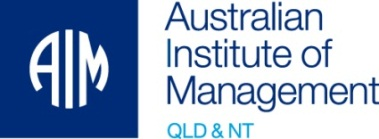 AIM
Australian
Institute of
Management
QLD & NT